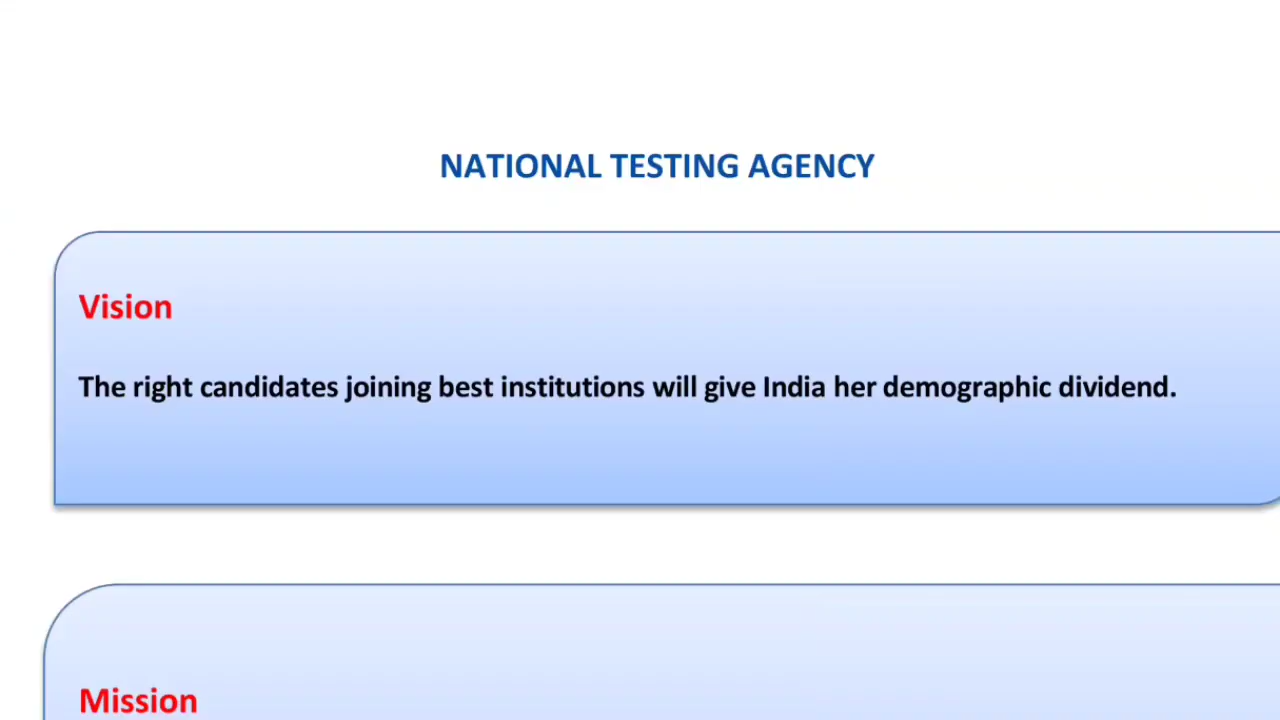 NATIONAL TESTING AGENCY
Vision
The right candidates joining best institutions will give India her demographic dividend.
Mission